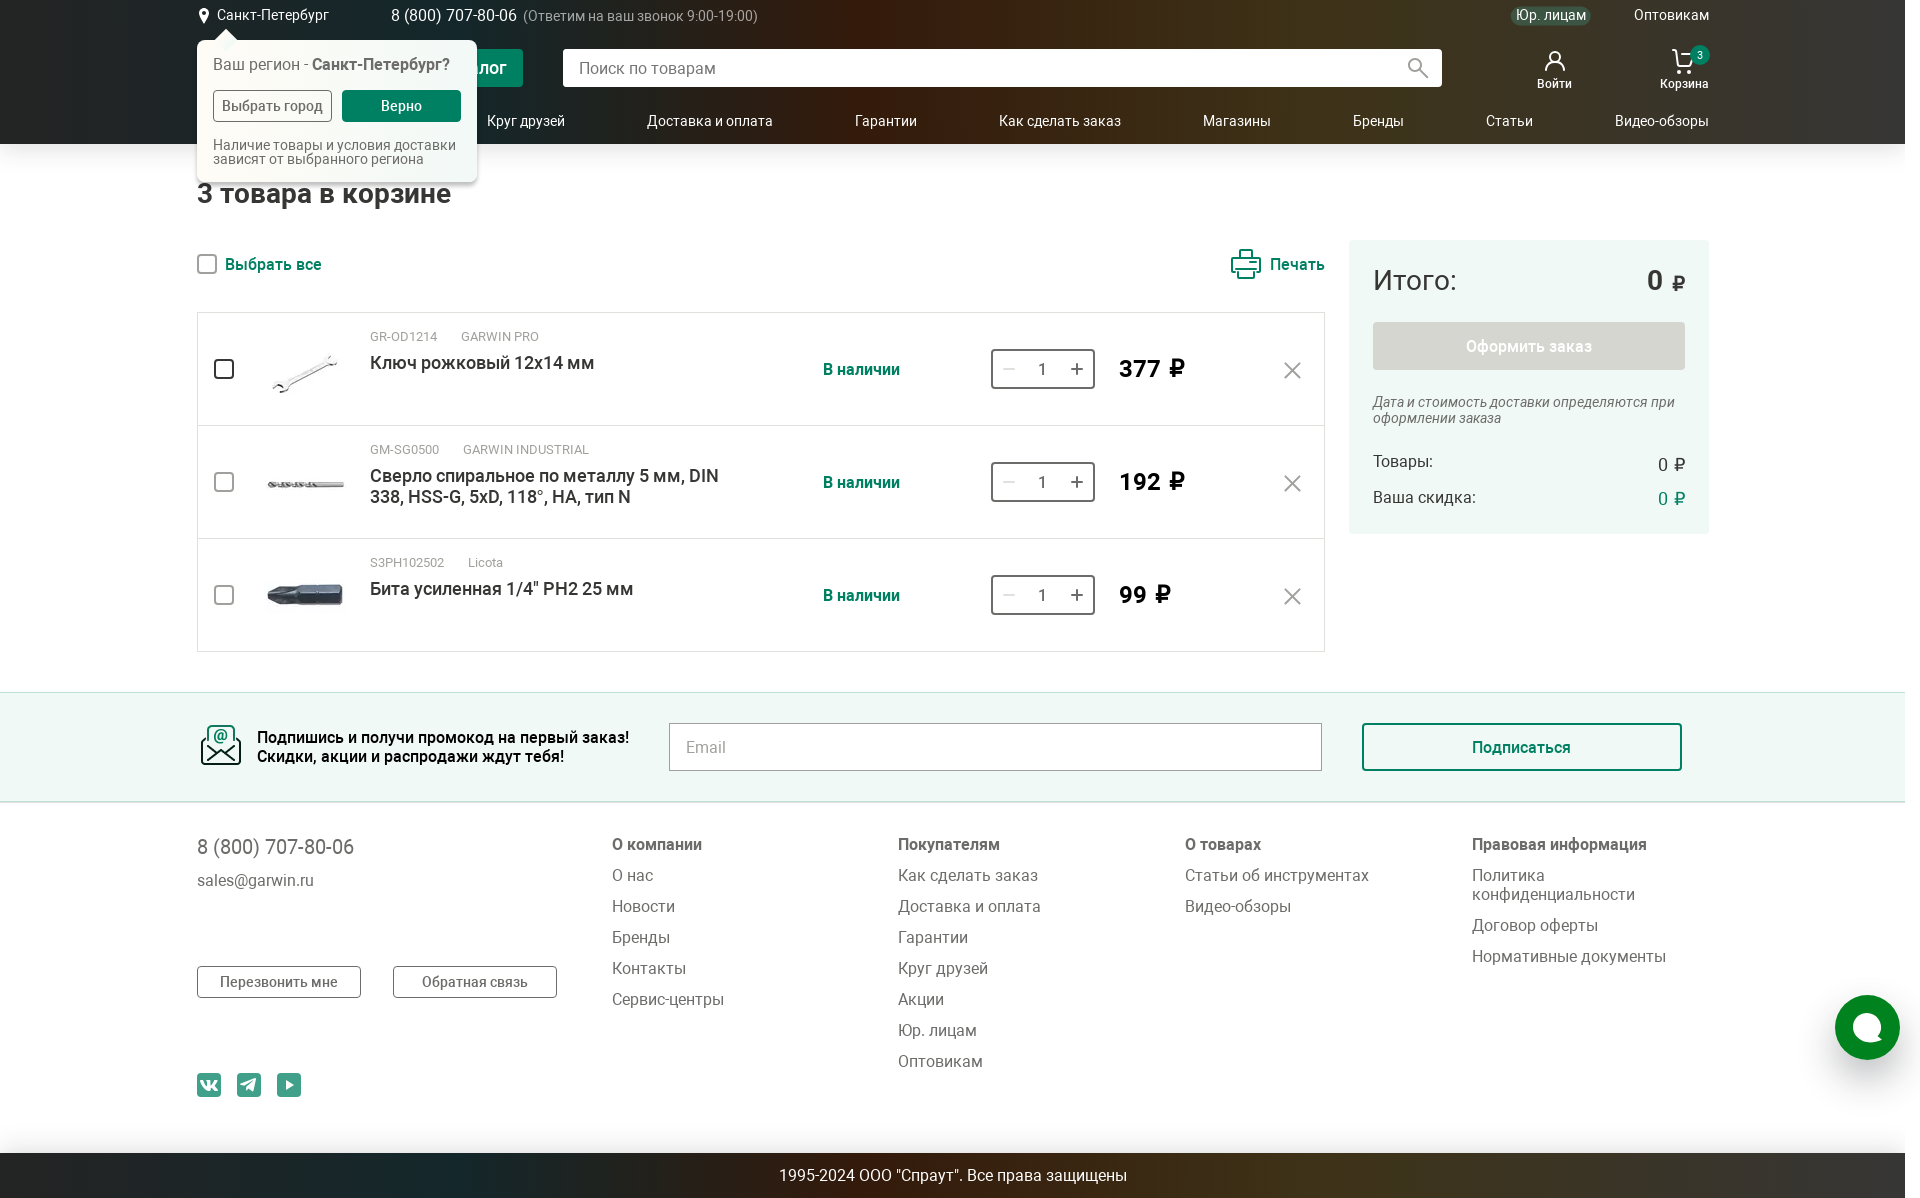 Санкт-Петербург
8 (800) 707-80-06 (Ответим на ваш звонок 9:00-19:00)
Юр. лицам
Оптовикам
Ваш регион - Санкт-Петербург?
Выбрать город
Верно
Наличие товары и условия доставки
зависят от выбранного региона
Поиск по товарам
Войти
3
Корзина
Круг друзей
Доставка и оплата
Гарантии
Как сделать заказ
Магазины
Бренды
Статьи
Видео-обзоры
3 товара в корзине
Выбрать все
Печать
GR-OD1214 GARWIN PRO
Ключ рожковый 12х14 мм
В наличии
1
377 ₽
GM-SG0500 GARWIN INDUSTRIAL
Сверло спиральное по металлу 5 мм, DIN
338, HSS-G, 5xD, 118°, HA, тип N
В наличии
1
192 ₽
S3PH102502 Licota
Бита усиленная 1/4" PH2 25 мм
В наличии
1
99 ₽
Итого: 0 ₽
Оформить заказ
Дата и стоимость доставки определяются при
оформлении заказа
Товары: 0 ₽
Ваша скидка: 0 ₽
Подпишись и получи промокод на первый заказ!
Скидки, акции и распродажи ждут тебя!
Email
Подписаться
8 (800) 707-80-06
sales@garwin.ru
Перезвонить мне
Обратная связь
О компании
О нас
Новости
Бренды
Контакты
Сервис-центры
Покупателям
Как сделать заказ
Доставка и оплата
Гарантии
Круг друзей
Акции
Юр. лицам
Оптовикам
О товарах
Статьи об инструментах
Видео-обзоры
Правовая информация
Политика
конфиденциальности
Договор оферты
Нормативные документы
1995-2024 ООО "Спраут". Все права защищены